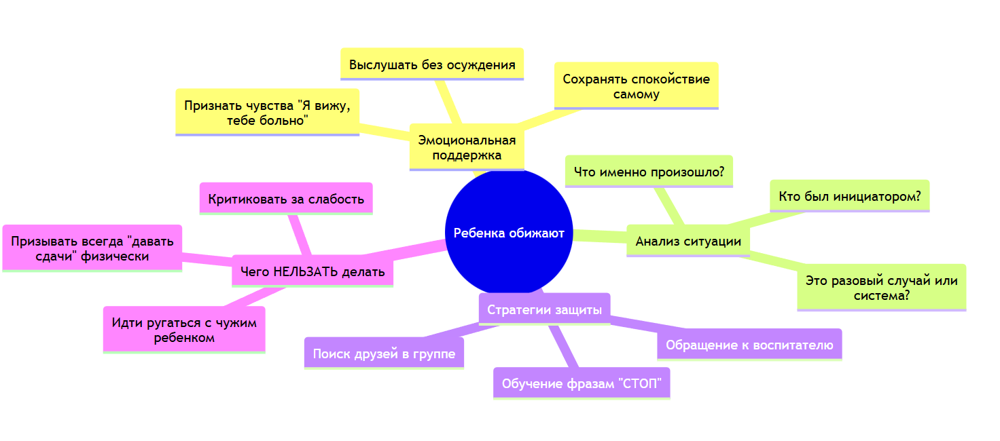 Ребенка обижают
Эмоциональная
поддержка
Признать чувства "Я вижу,
тебе больно"
Выслушать без осуждения
Сохранять спокойствие
самому
Анализ ситуации
Что именно произошло?
Кто был инициатором?
Это разовый случай или
система?
Стратегии защиты
Обращение к воспитателю
Обучение фразам "СТОП"
Поиск друзей в группе
Чего НЕЛЬЗАТЬ делать
Критиковать за слабость
Призывать всегда "давать
сдачи" физически
Идти ругаться с чужим
ребенком